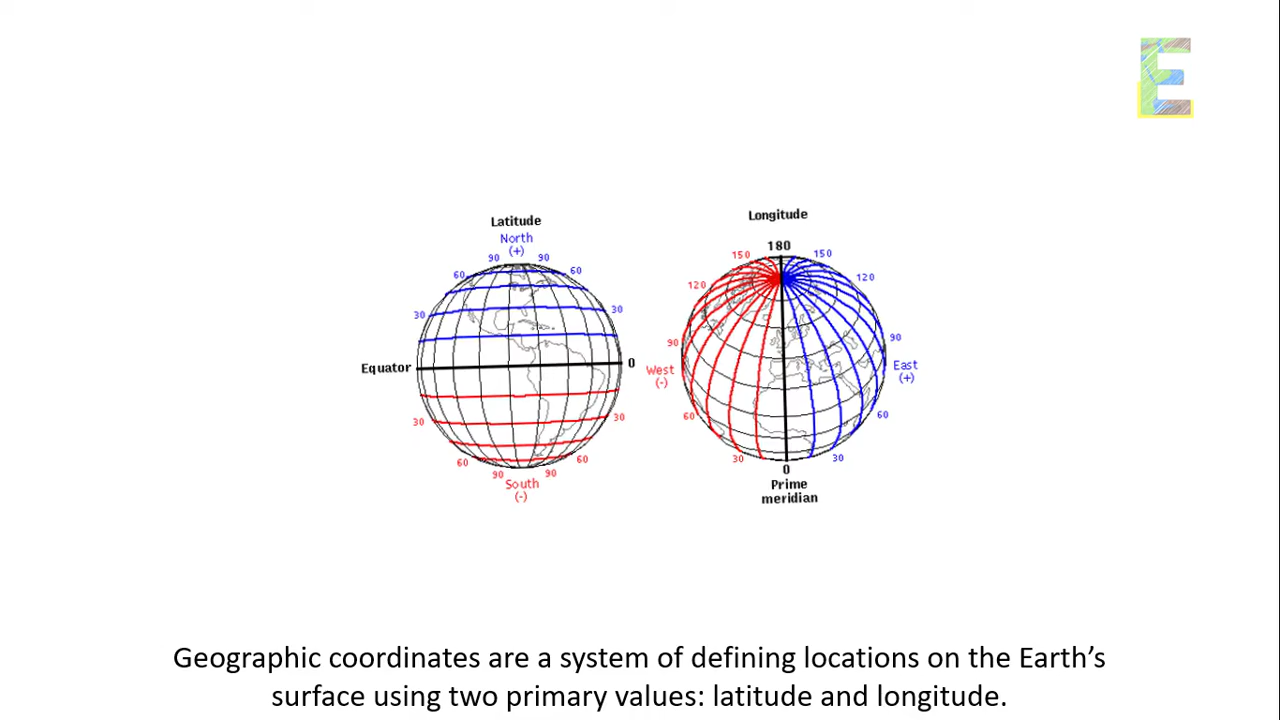 E
Latitude
North
(+)
90 90
60 60
30 30
Equator 0
30 30
60 60
90 90
South
(-)
Longitude
180
150 150
120 120
90 90
West
(-)
East
(+)
60 60
30 30
0
Prime
meridian
Geographic coordinates are a system of defining locations on the Earth’s
surface using two primary values: latitude and longitude.